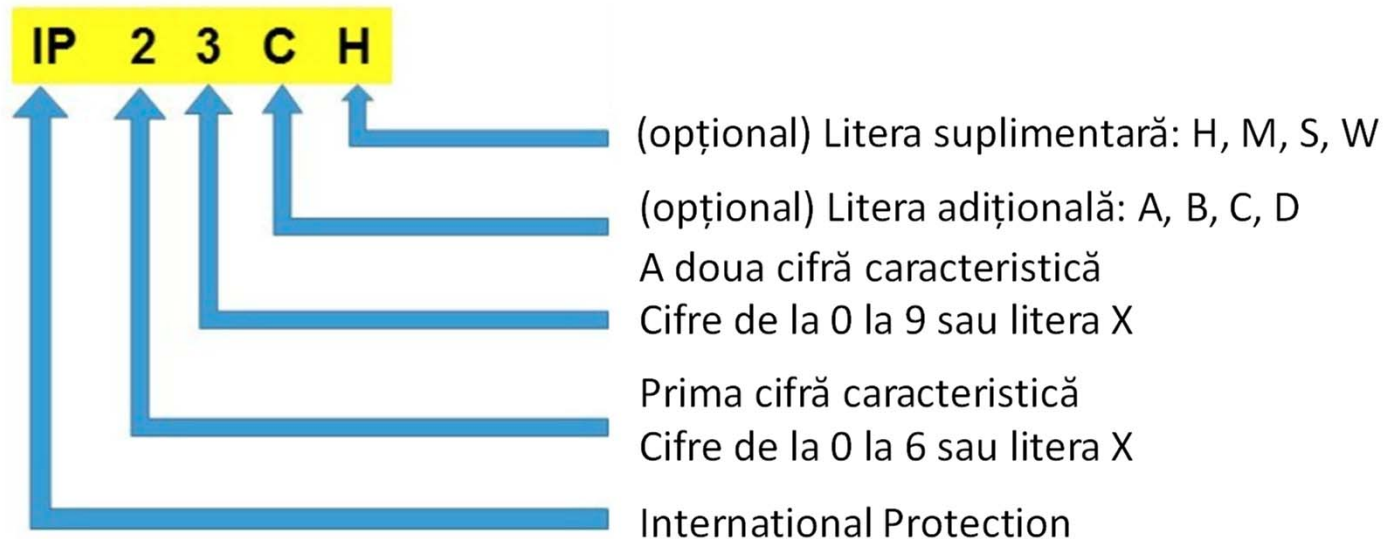 IP 2 3 C H
(opțional) Litera suplimentară: H, M, S, W
(opțional) Litera adițională: A, B, C, D
A doua cifră caracteristică
Cifre de la 0 la 9 sau litera X
Prima cifră caracteristică
Cifre de la 0 la 6 sau litera X
International Protection